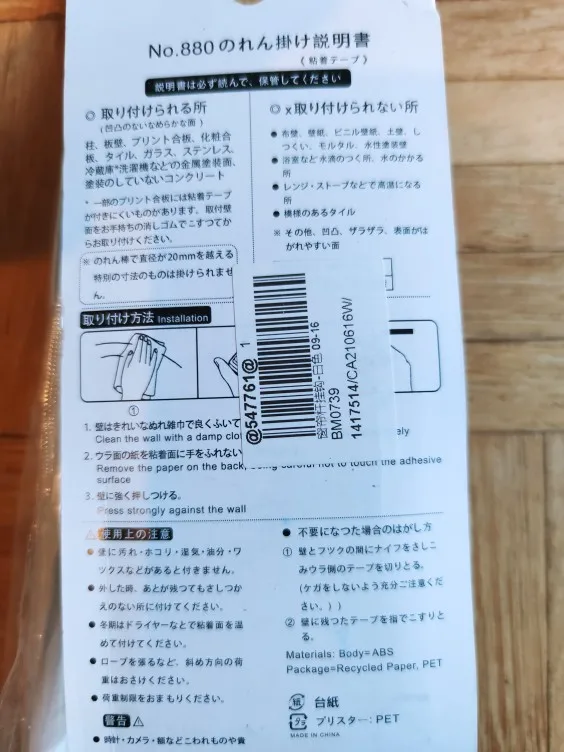 No.880 のれん掛け説明書
（粘着テープ）
説明書は必ず読んで、保管してください
◎ 取り付けられる所
（凹凸のないなめらかな面）
柱、板壁、プリント合板、化粧合
板、タイル、ガラス、ステンレス、
冷蔵庫・洗濯機などの金属塗装面、
塗装のしていないコンクリート
* 一部のプリント合板には粘着テープ
が付きにくいものがあります。取付壁
面をお手持ちの消しゴムでこすってか
らお取付けください。
※ のれん棒で直径が20mmを越える
特別の寸法のものは掛けられませ
ん。
◎ x取り付けられない所
● 布壁、壁紙、ビニル壁紙、土壁、し
っくい、モルタル、水性塗装壁
● 浴室など水滴のつく所、水のかかる
所
● レンジ・ストーブなどで高温になる
所
● 模様のあるタイル
※ その他、凹凸、ザラザラ、表面がは
がれやすい面
取り付け方法 Installation
①
1. 壁はきれいなぬれ雑巾で良くふいて
Clean the wall with a damp clo
ely
2. ウラ面の紙を粘着面に手をふれない
Remove the paper on the back, being careful not to touch the adhesive
surface
3. 壁に強く押しつける。
Press strongly against the wall
@547761@ 1
窗帘杆挂钩-白色 09-16
BM0739
1417514/CA210616W/
⚠ 使用上の注意
● 壁に汚れ・ホコリ・湿気・油分・ワ
ックスなどがあると付きません。
● 外した時、あとが残ってもさしつか
えのない所に付けてください。
● 冬期はドライヤーなとで粘着面を温
めて付けてください。
● ロープを張るなど、斜め方向の荷
重はおさけください。
● 荷重制限をおまもりください。
警告 ⚠
● 時計・カメラ・額などこわれものや貴
● 不要になつた場合のはがし方
① 壁とフツクの間にナイフをさしこ
みウラ側のテープを切りとる。
(ケガをしないよう充分ご注意くだ
さい。))
② 壁に残つたテープを指でこすりと
る。
Materials: Body=ABS
Package=Recycled Paper, PET
紙 台紙
プラ ブリスター: PET
MADE IN CHINA